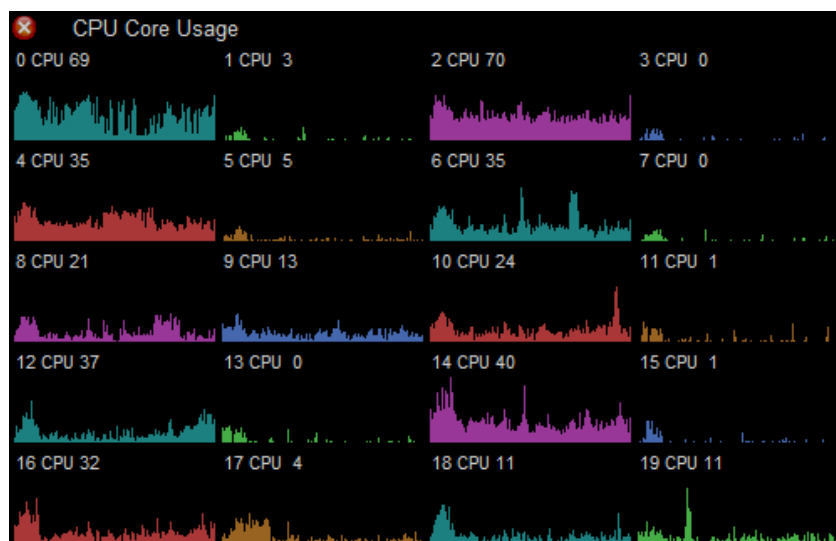 CPU Core Usage
0 CPU 69 1 CPU 3 2 CPU 70 3 CPU 0
4 CPU 35 5 CPU 5 6 CPU 35 7 CPU 0
8 CPU 21 9 CPU 13 10 CPU 24 11 CPU 1
12 CPU 37 13 CPU 0 14 CPU 40 15 CPU 1
16 CPU 32 17 CPU 4 18 CPU 11 19 CPU 11